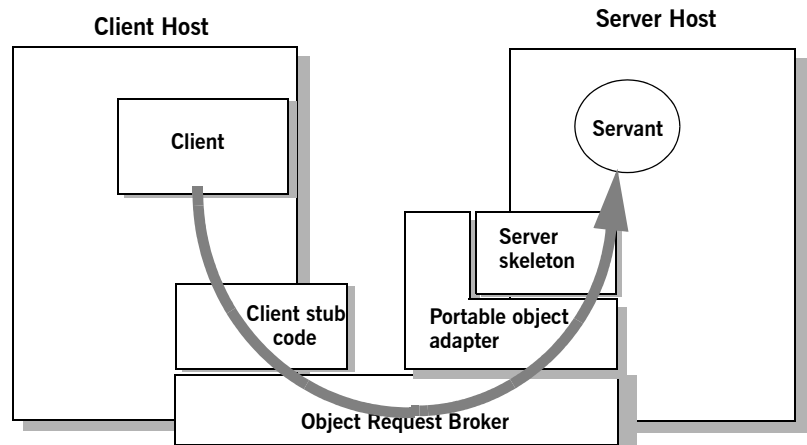 Client Host
Server Host
Client
Servant
Server
skeleton
Client stub
code
Portable object
adapter
Object Request Broker